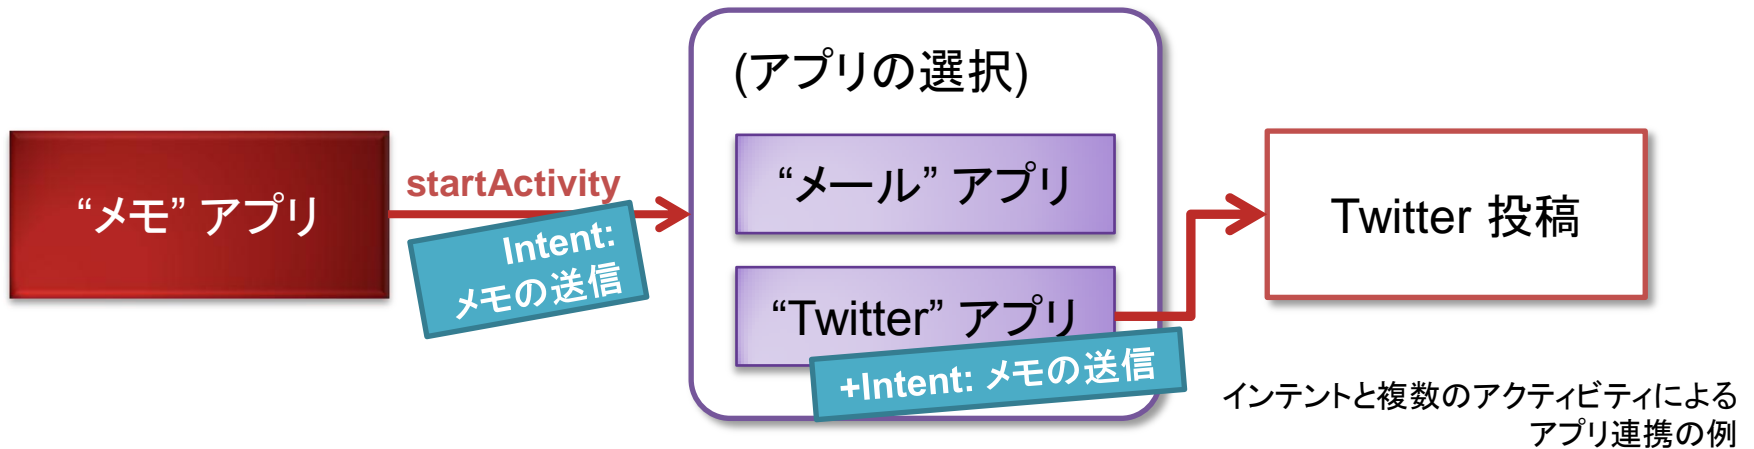 “メモ” アプリ
startActivity
Intent:
メモの送信
(アプリの選択)
“メール” アプリ
“Twitter” アプリ
+Intent: メモの送信
Twitter 投稿
インテントと複数のアクティビティによる
アプリ連携の例